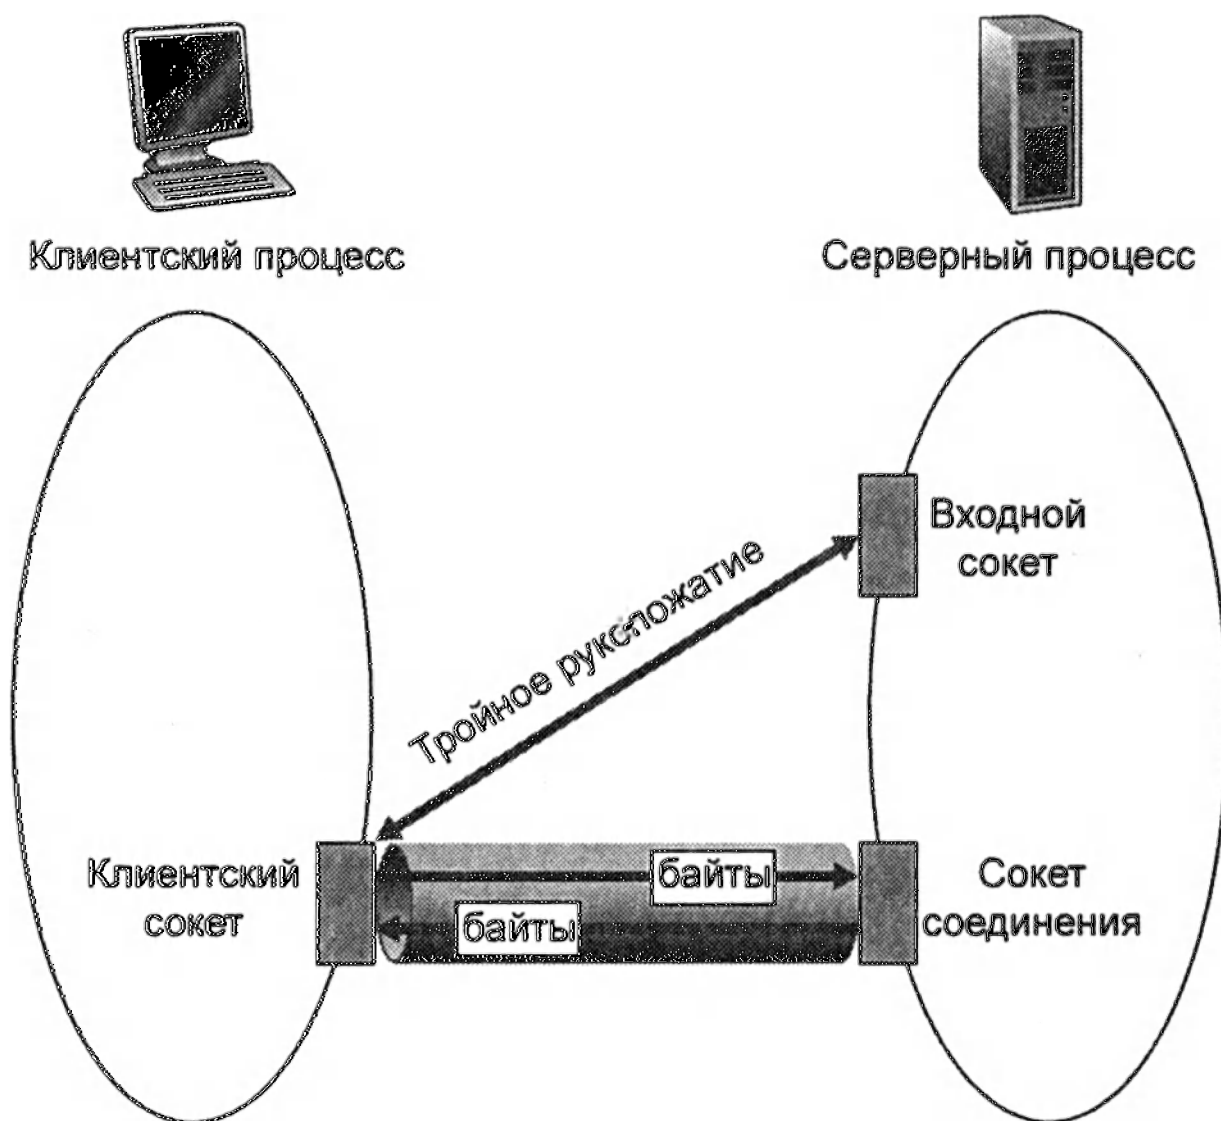 Клиентский процесс
Серверный процесс
Входной
сокет
Тройное рукопожатие
Клиентский
сокет
байты
байты
Сокет
соединения